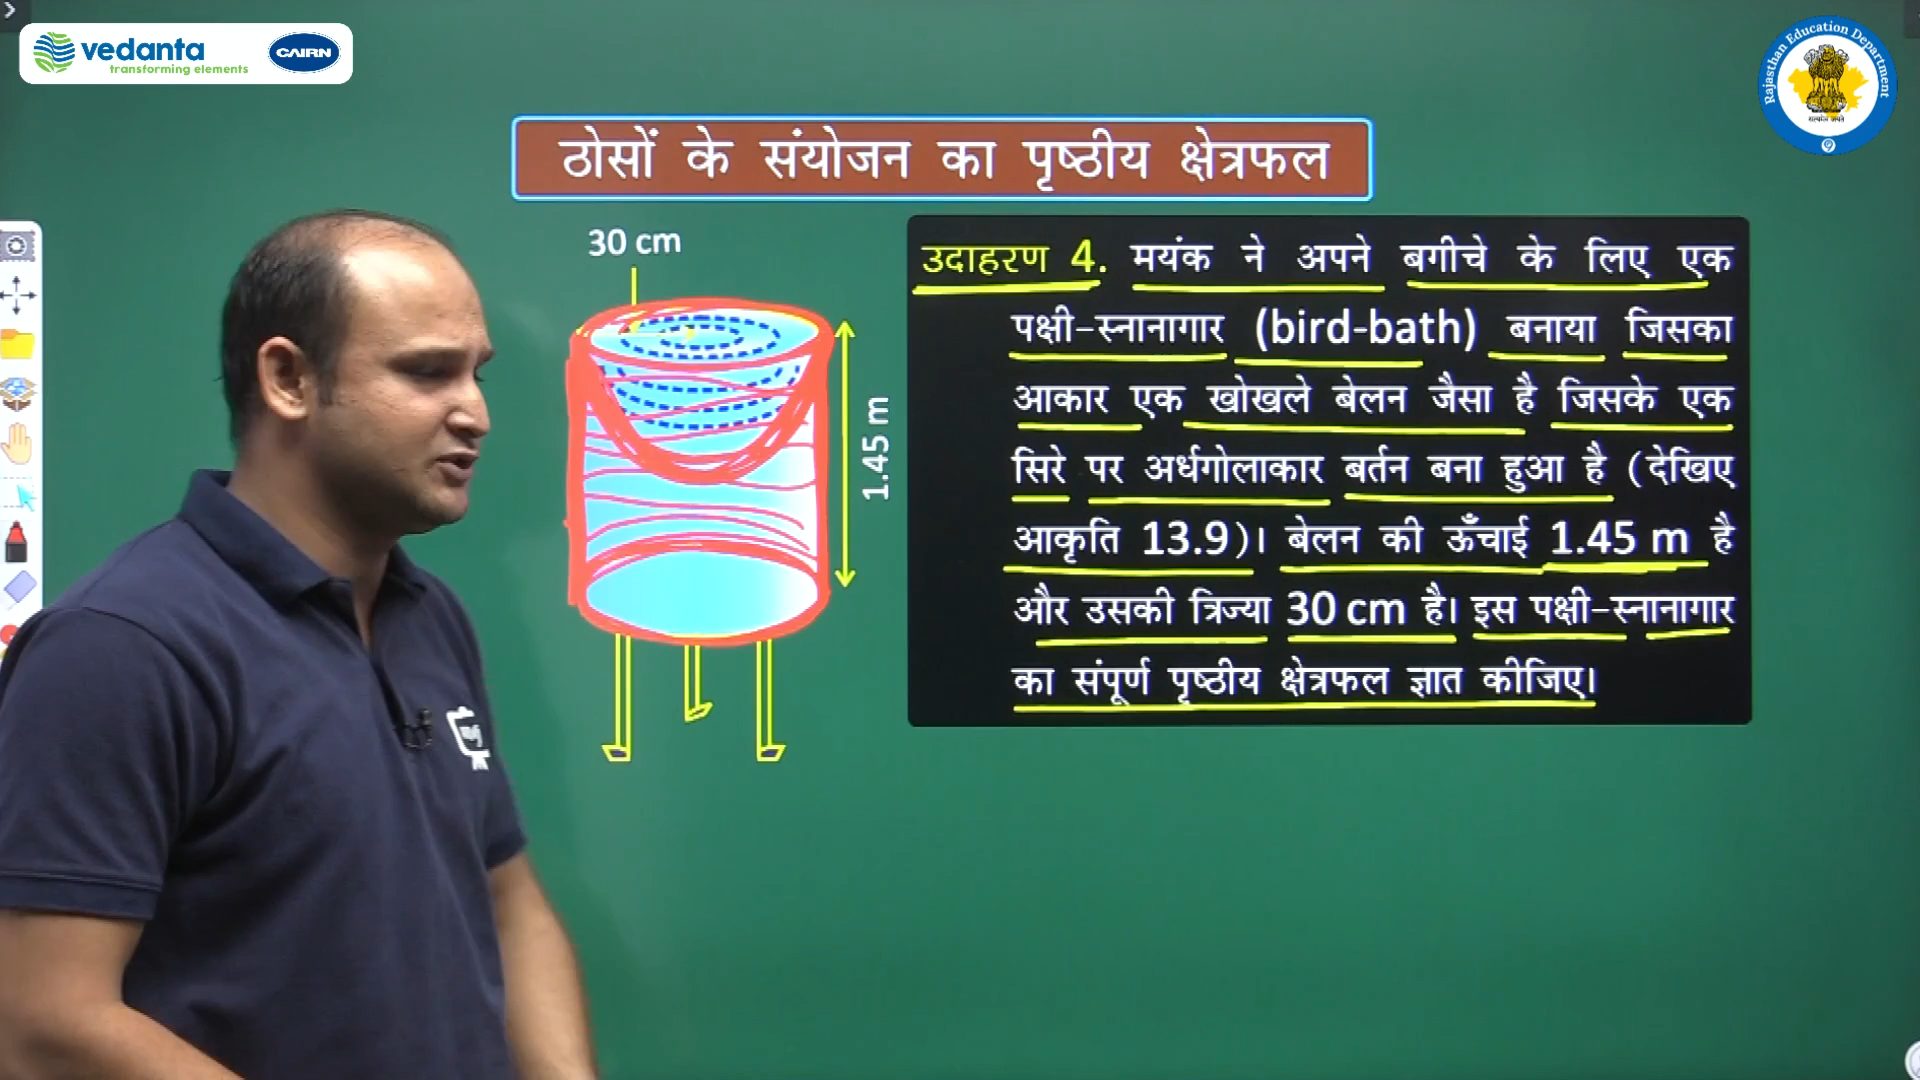 vedanta
transforming elements
CAIRN
Rajasthan Education Department
ठोसों के संयोजन का पृष्ठीय क्षेत्रफल
30 cm
1.45 m
उदाहरण 4. मयंक ने अपने बगीचे के लिए एक
पक्षी-स्नानागार (bird-bath) बनाया जिसका
आकार एक खोखले बेलन जैसा है जिसके एक
सिरे पर अर्धगोलाकार बर्तन बना हुआ है (देखिए
आकृति 13.9)। बेलन की ऊँचाई 1.45 m है
और उसकी त्रिज्या 30 cm है। इस पक्षी-स्नानागार
का संपूर्ण पृष्ठीय क्षेत्रफल ज्ञात कीजिए।